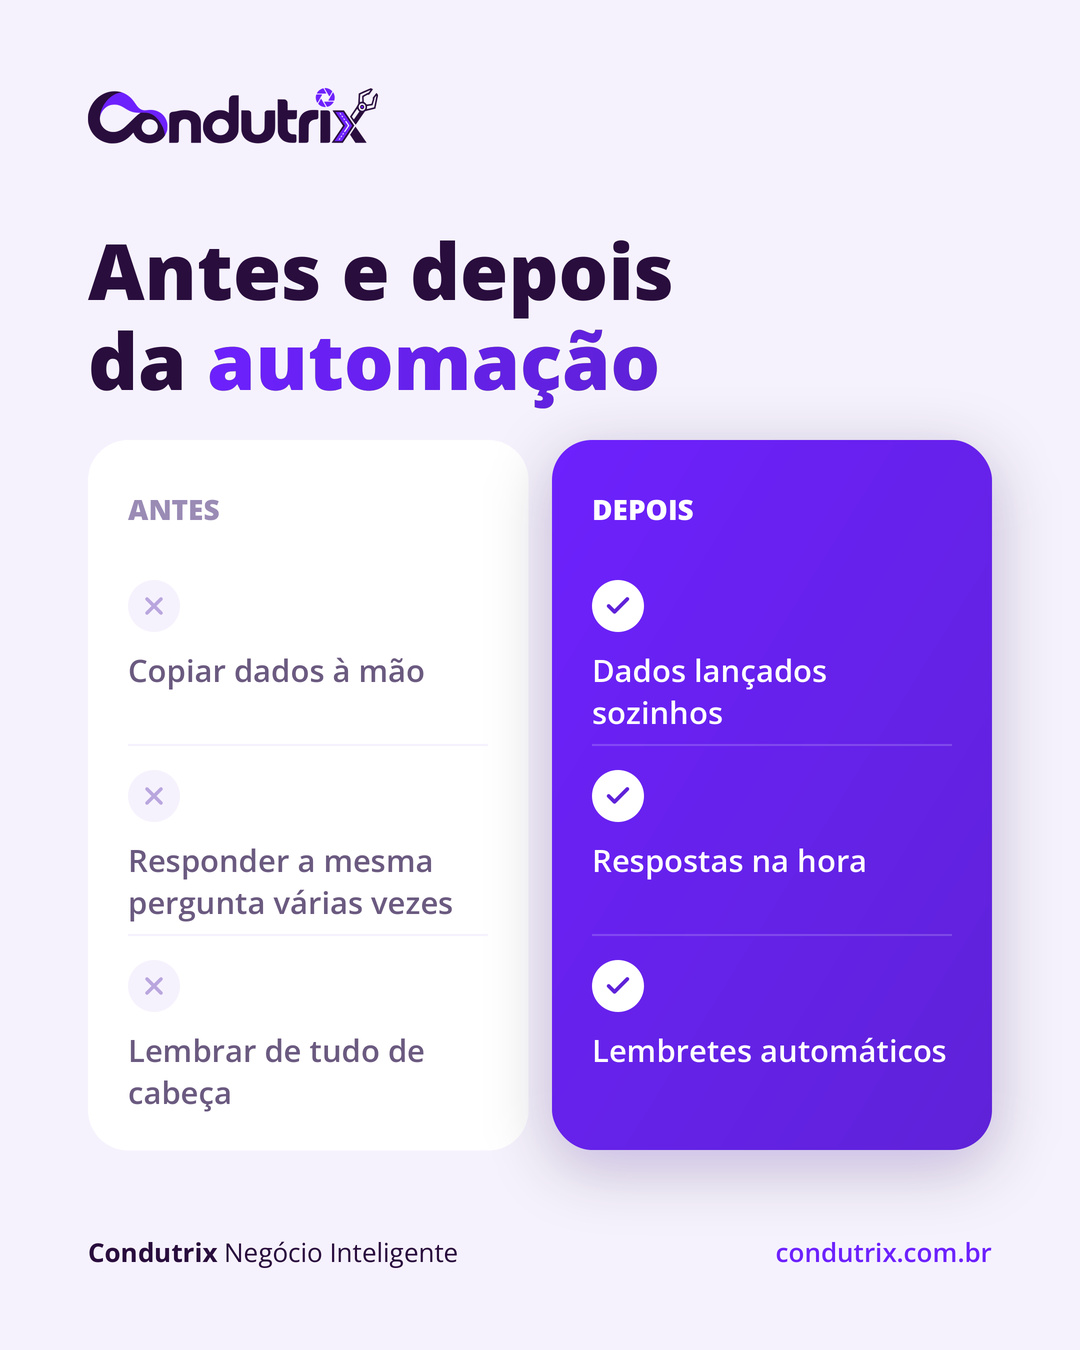 Condutrix
Antes e depois
da automação
ANTES
Copiar dados à mão
Responder a mesma
pergunta várias vezes
Lembrar de tudo de
cabeça
DEPOIS
Dados lançados
sozinhos
Respostas na hora
Lembretes automáticos
Condutrix Negócio Inteligente
condutrix.com.br